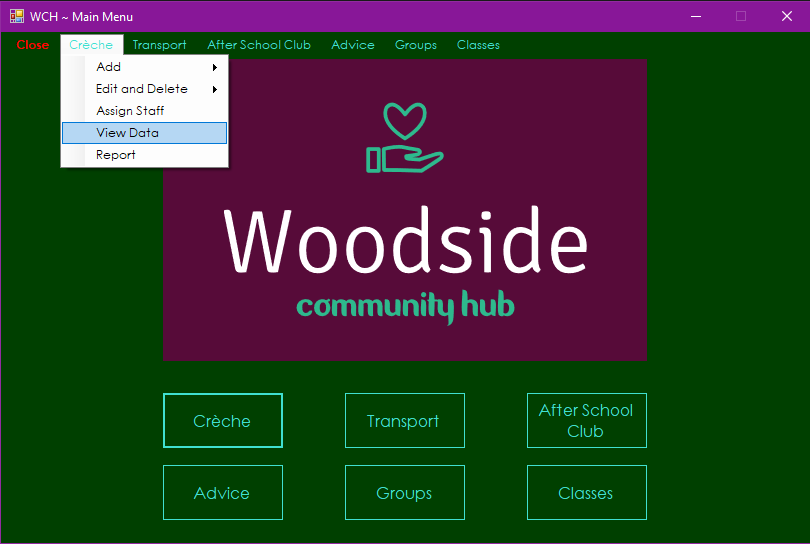 WCH ~ Main Menu
Close Crèche Transport After School Club Advice Groups Classes
Add
Edit and Delete
Assign Staff
View Data
Report
Woodside
community hub
Crèche Transport After School
Club
Advice Groups Classes